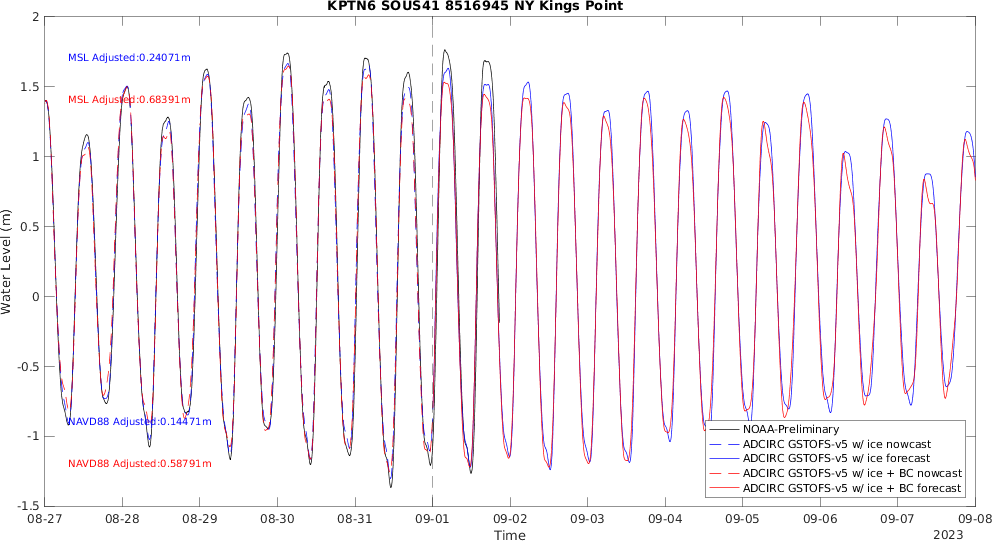 KPTN6 SOUS41 8516945 NY Kings Point
2
1.5
1
0.5
0
-0.5
-1
-1.5
Water Level (m)
MSL Adjusted:0.24071m
MSL Adjusted:0.68391m
NAVD88 Adjusted:0.14471m
NAVD88 Adjusted:0.58791m
NOAA-Preliminary
ADCIRC GSTOFS-v5 w/ ice nowcast
ADCIRC GSTOFS-v5 w/ ice forecast
ADCIRC GSTOFS-v5 w/ ice + BC nowcast
ADCIRC GSTOFS-v5 w/ ice + BC forecast
08-27 08-28 08-29 08-30 08-31 09-01 09-02 09-03 09-04 09-05 09-06 09-07 09-08
Time
2023